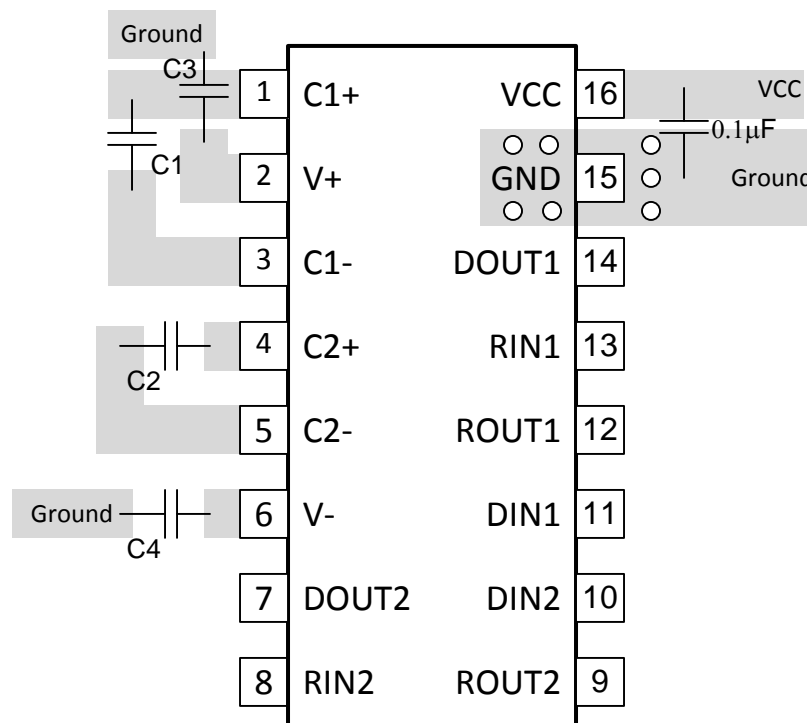 Ground
C3
1 C1+ VCC 16 VCC
C1
0.1µF
2 V+ GND 15 Ground
3 C1- DOUT1 14
4 C2+ RIN1 13
C2
5 C2- ROUT1 12
Ground
6 V- DIN1 11
C4
7 DOUT2 DIN2 10
8 RIN2 ROUT2 9